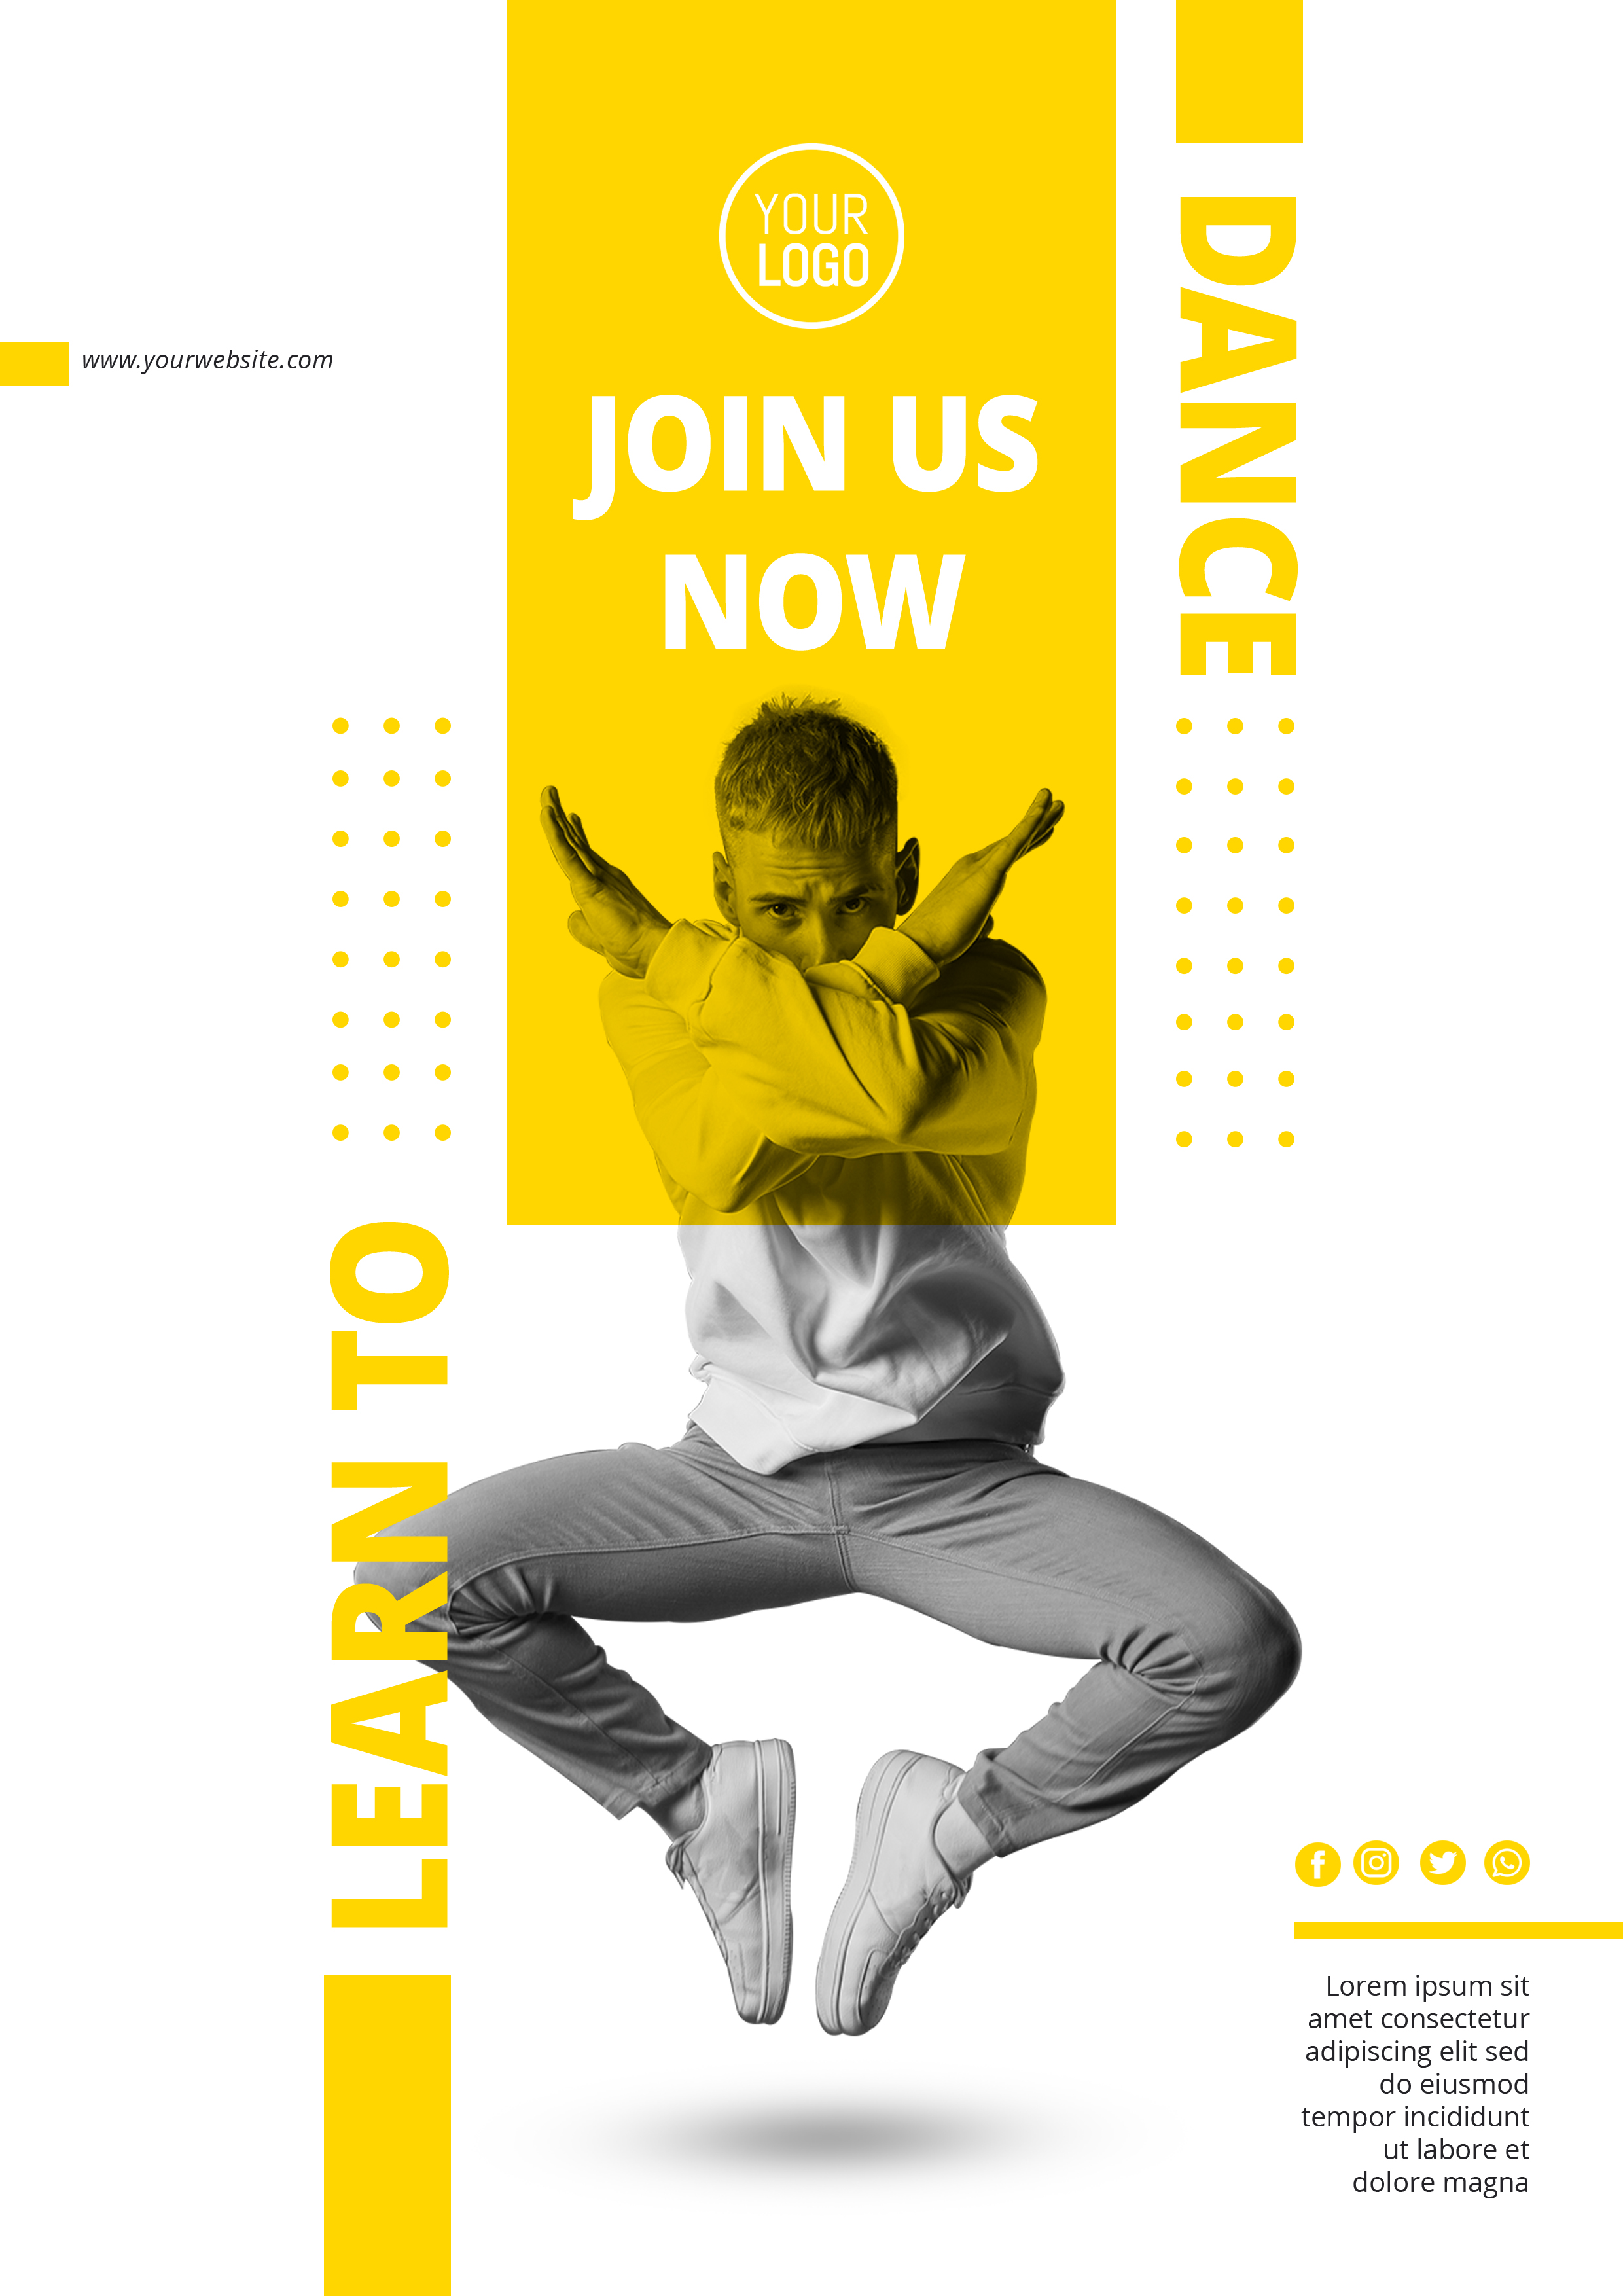 YOUR
LOGO
www.yourwebsite.com
JOIN US
NOW
LEARN TO
DANCE
Lorem ipsum sit
amet consectetur
adipiscing elit sed
do eiusmod
tempor incididunt
ut labore et
dolore magna